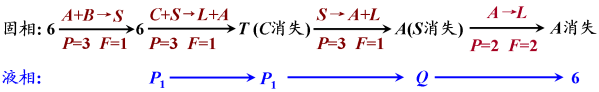 A+B→S C+S→L+A S→A+L A→L
固相: 6 6 T(C消失) A(S消失) A消失
P=3 F=1 P=3 F=1 P=3 F=1 P=2 F=2
液相: P₁ P₁ Q 6